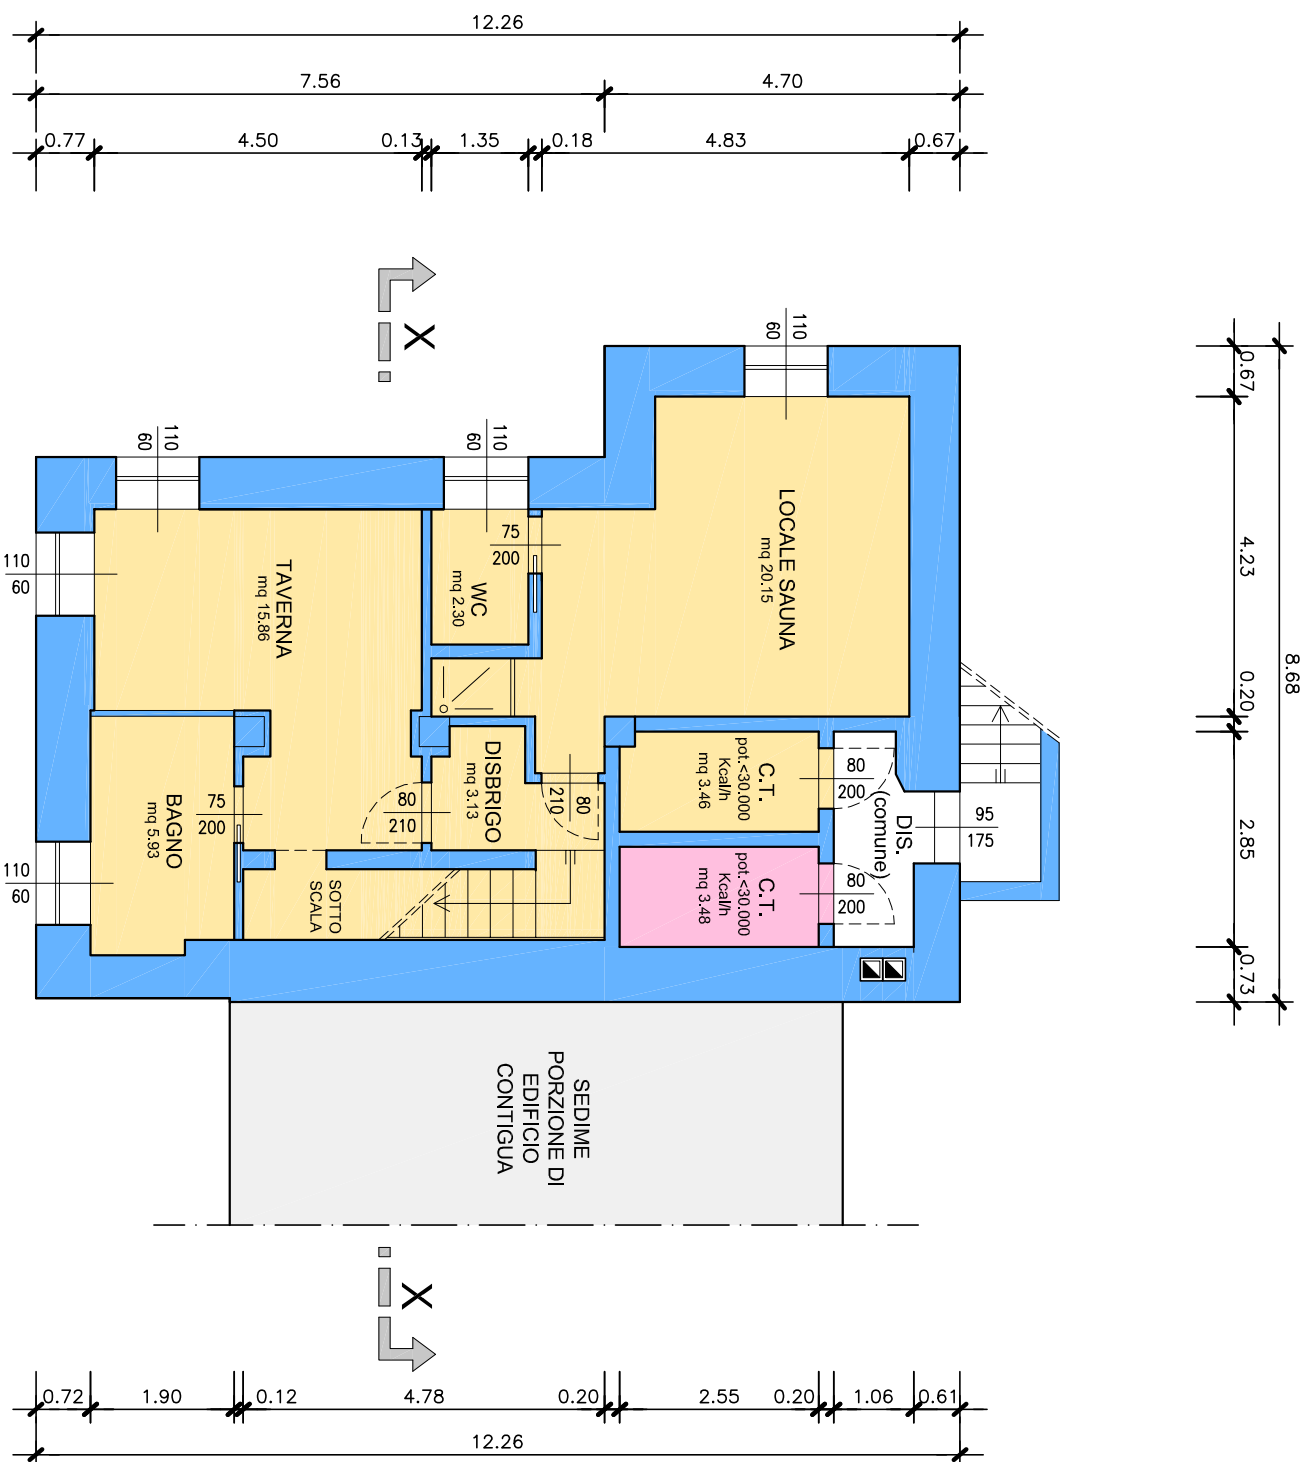 12.26
7.56
4.70
0.77
4.50
0.13
1.35
0.18
4.83
0.67
X
110
60
110
60
110
60
0.67
4.23
0.20
2.85
0.73
8.68
LOCALE SAUNA
mq 20.15
75
200
WC
mq 2.30
TAVERNA
mq 15.86
110
60
DISBRIGO
mq 3.13
C.T.
pot.<30.000
Kcal/h
mq 3.46
80
200
DIS.
(comune)
95
175
80
210
80
210
75
200
BAGNO
mq 5.93
110
60
SOTTO
SCALA
C.T.
pot.<30.000
Kcal/h
mq 3.48
80
200
SEDIME
PORZIONE DI
EDIFICIO
CONTIGUA
X
0.72
1.90
0.12
4.78
0.20
2.55
0.20
1.06
0.61
12.26